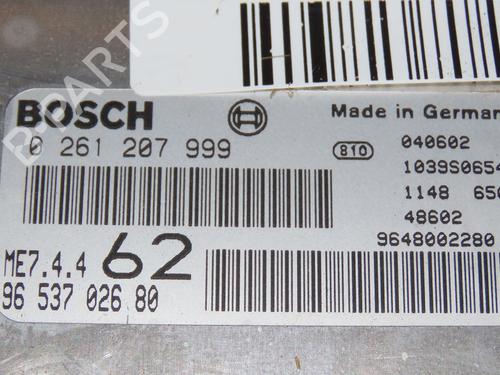 B-PARTS
BOSCH
Made in German
0 261 207 999
810
040602
1039S0654
1148 650
48602
9648002280
ME7.4.4 62
96 537 026 80